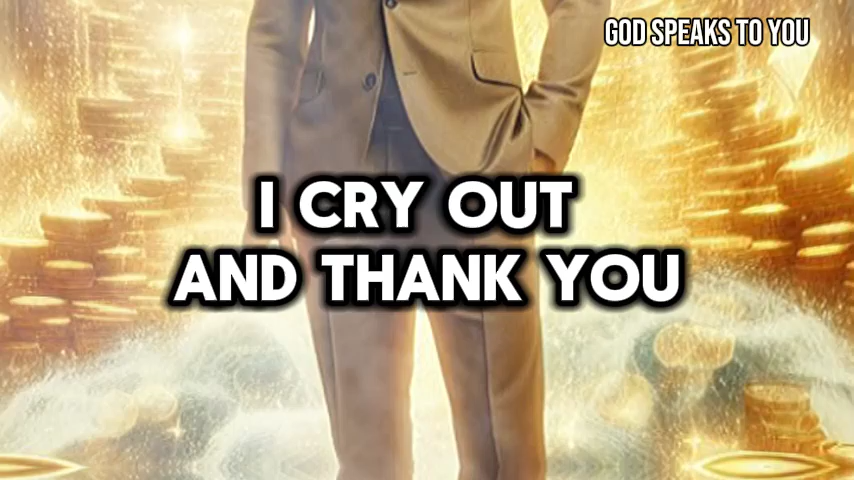 GOD SPEAKS TO YOU
I CRY OUT
AND THANK YOU